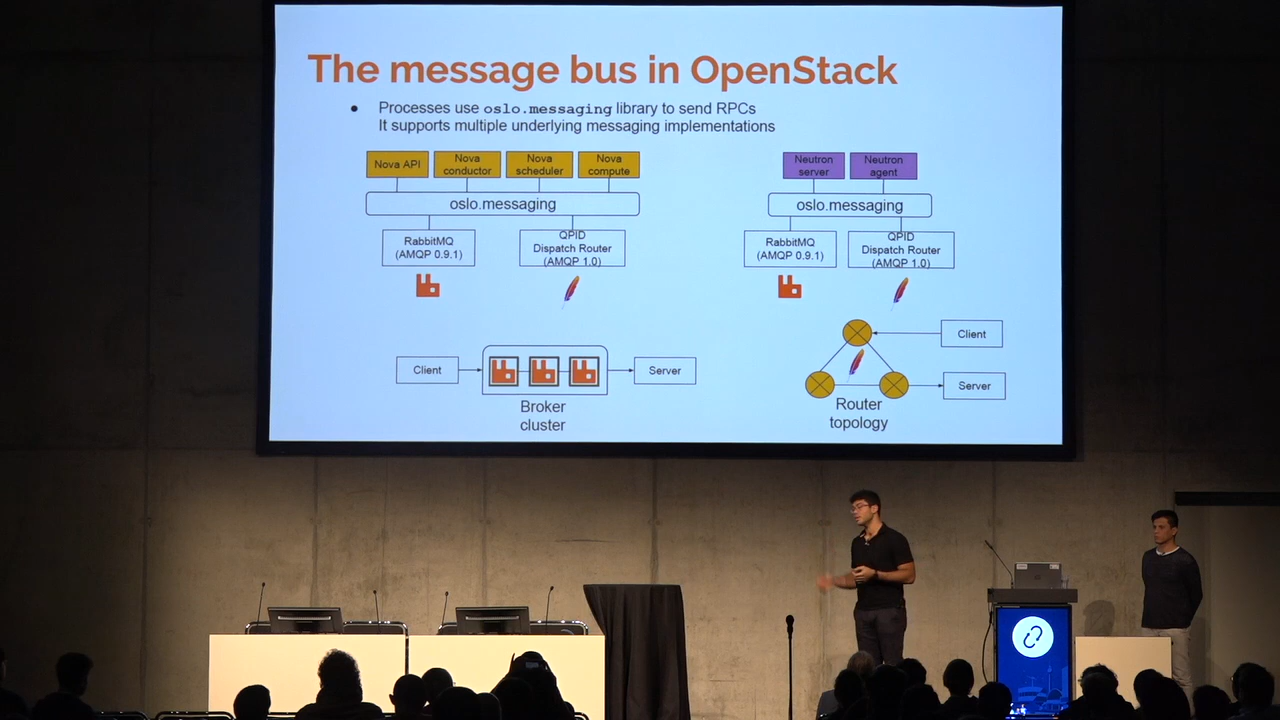 The message bus in OpenStack
● Processes use oslo.messaging library to send RPCs
It supports multiple underlying messaging implementations
Nova API
Nova
conductor
Nova
scheduler
Nova
compute
oslo.messaging
RabbitMQ
(AMQP 0.9.1)
QPID
Dispatch Router
(AMQP 1.0)
Neutron
server
Neutron
agent
oslo.messaging
RabbitMQ
(AMQP 0.9.1)
QPID
Dispatch Router
(AMQP 1.0)
Client
Server
Broker
cluster
Client
Server
Router
topology